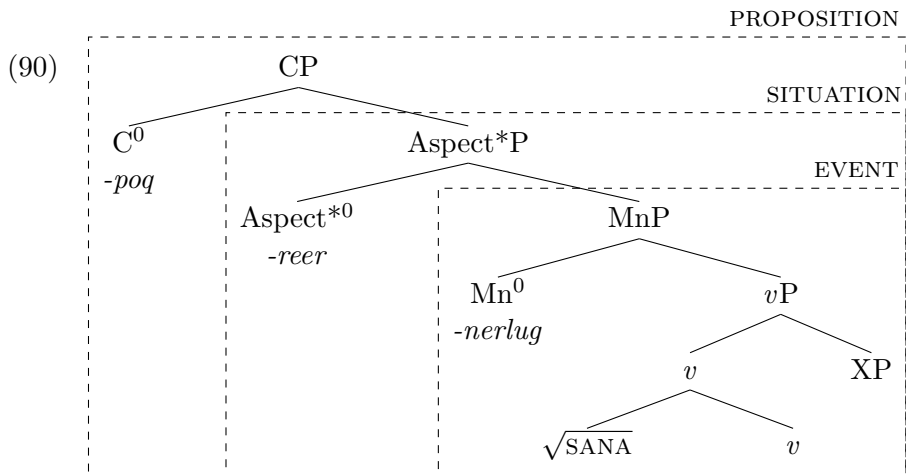 PROPOSITION
(90)
CP
SITUATION
C⁰ Aspect*P
-poq
EVENT
Aspect*⁰ MnP
-reer
Mn⁰ vP
-nerlug
v XP
√SANA v